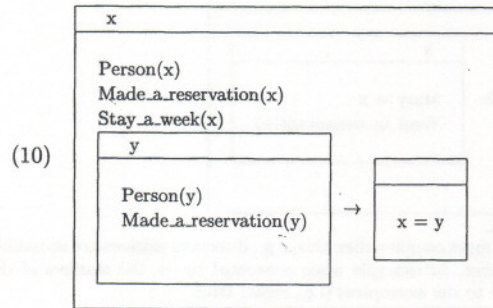 x
Person(x)
Made_a_reservation(x)
Stay_a_week(x)
(10)
y
Person(y)
Made_a_reservation(y)
→
x = y